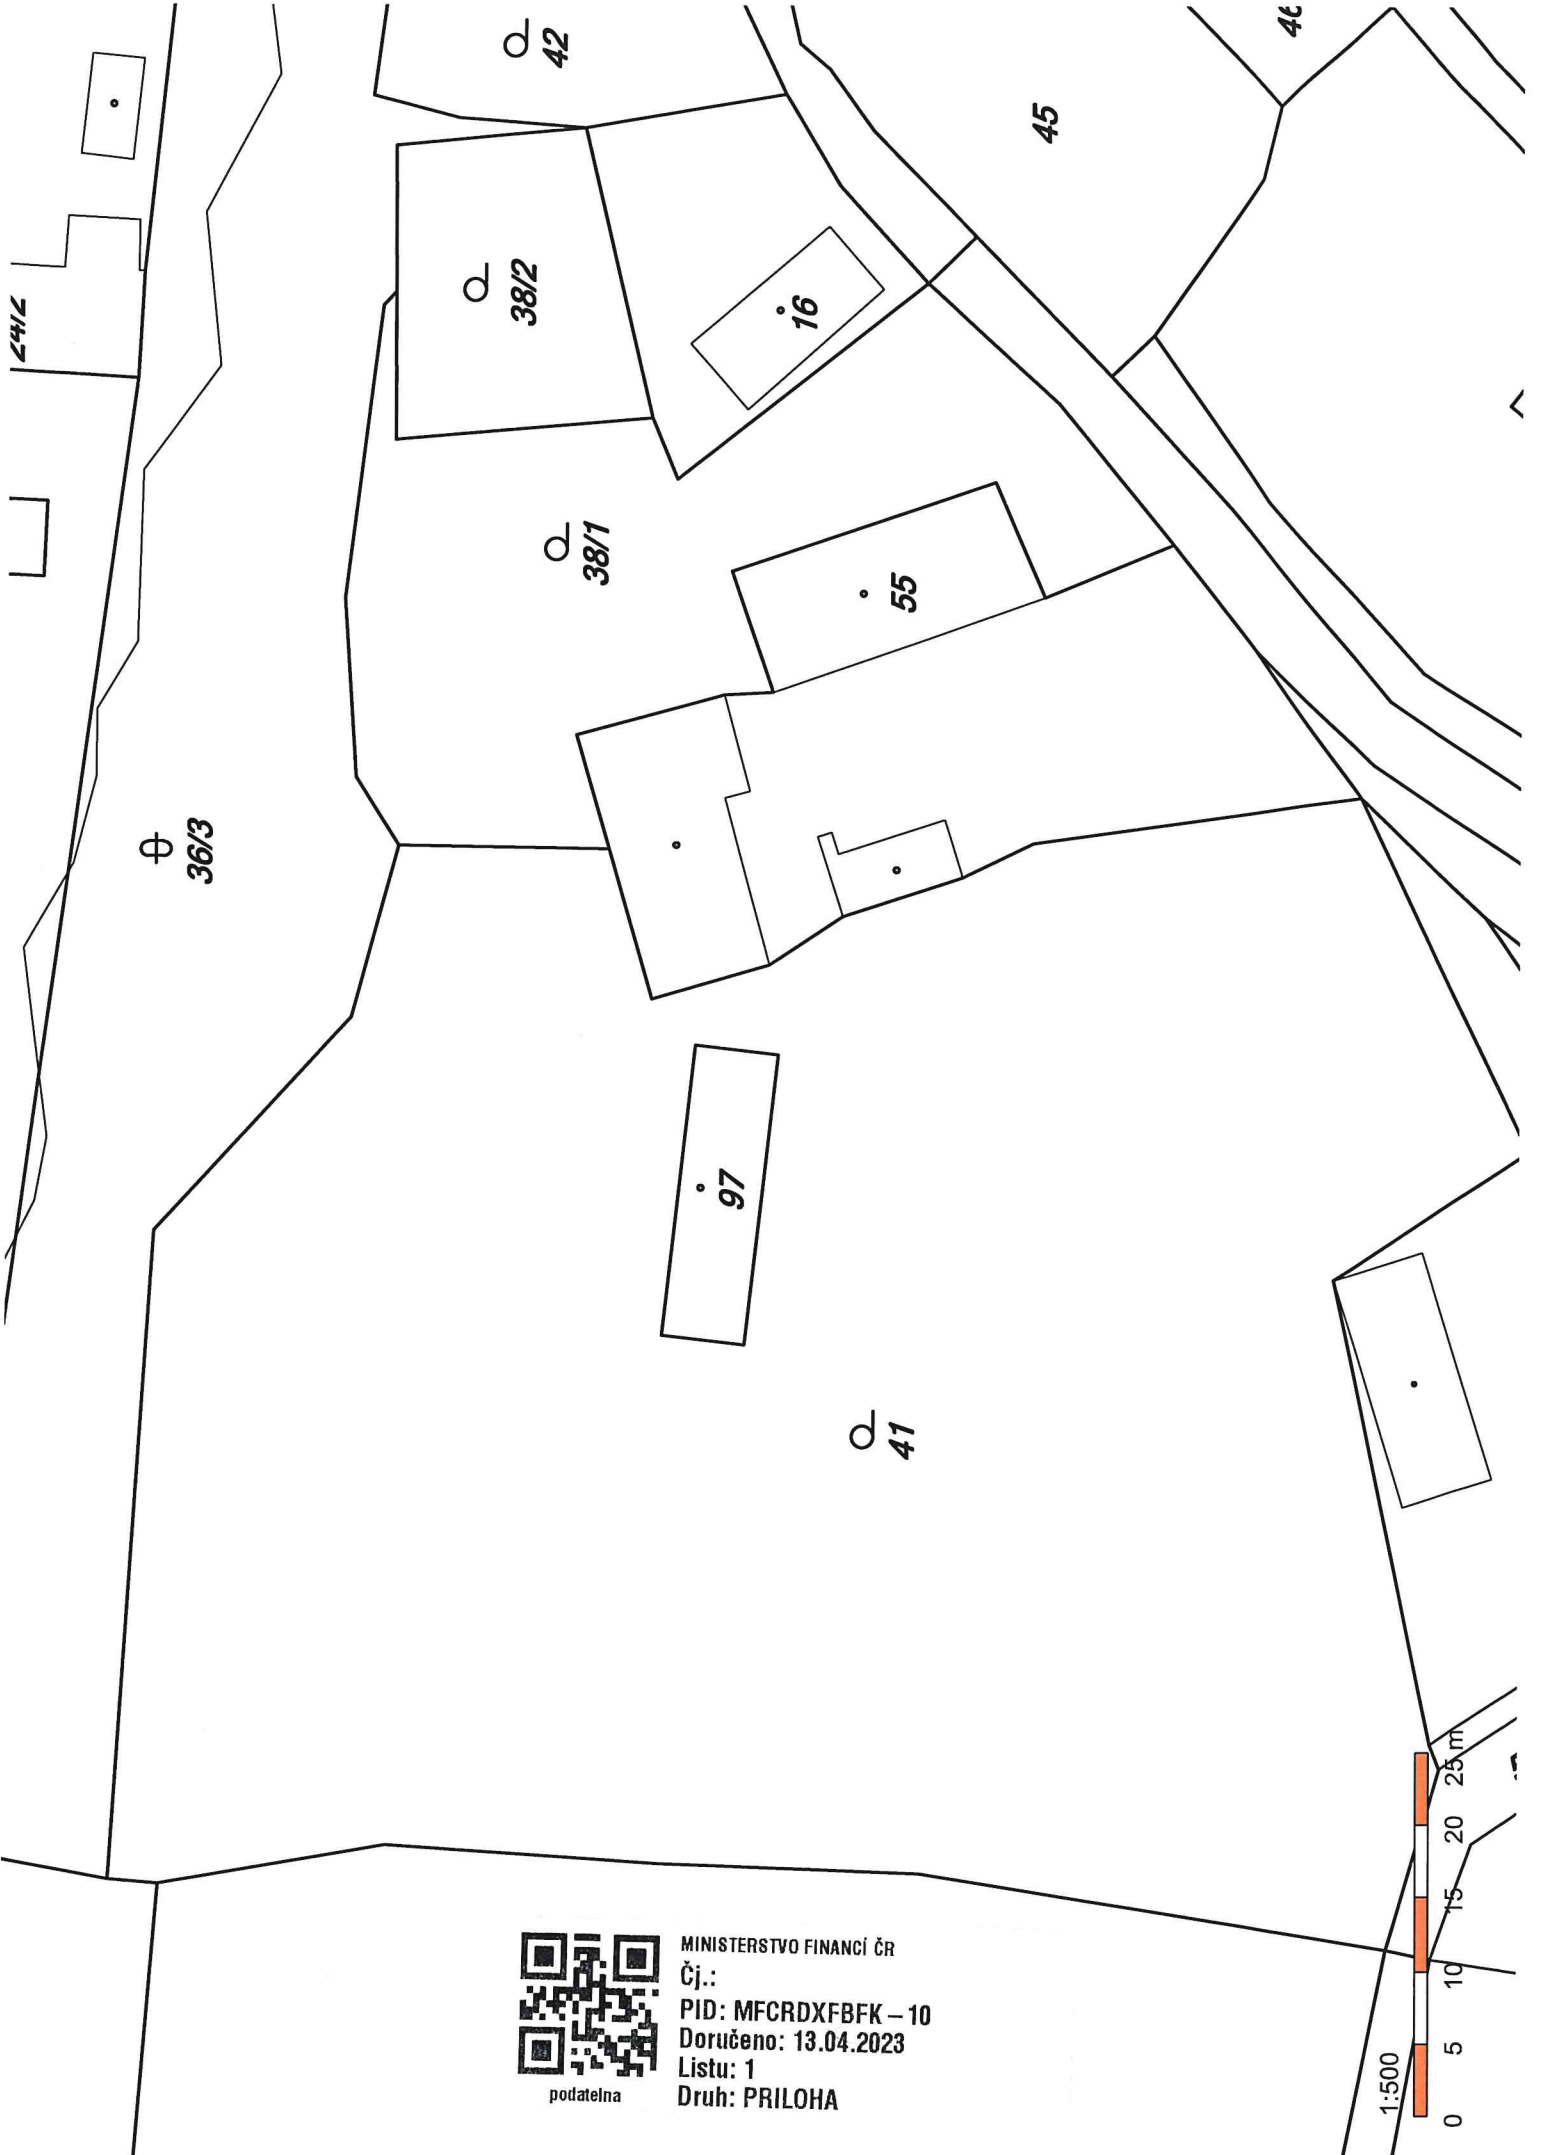 42
45
38/2
16
38/1
55
36/3
97
41
MINISTERSTVO FINANCÍ ČR
Čj.:
PID: MFCRDXFBFK – 10
Doručeno: 13.04.2023
Listu: 1
Druh: PRILOHA
podatelna
1:500
0 5 10 15 20 25 m